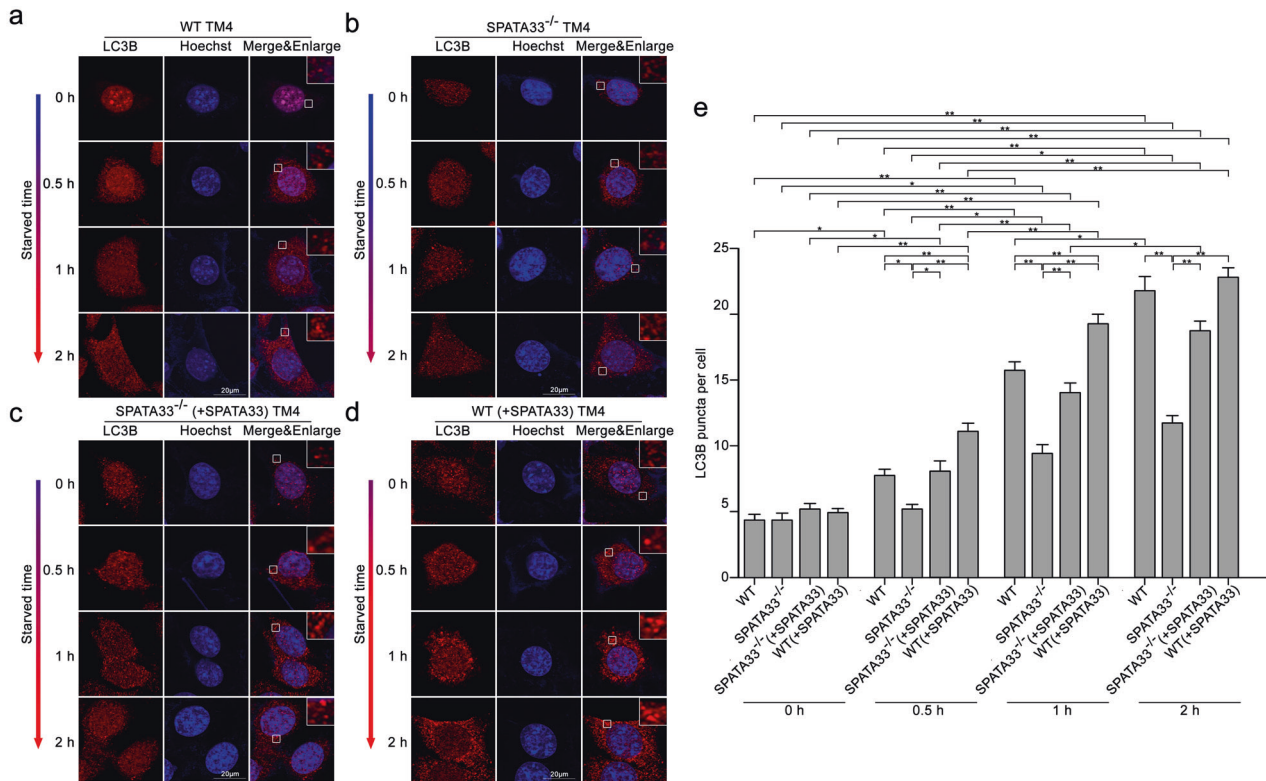 a
WT TM4
LC3B Hoechst Merge&Enlarge
Starved time
0 h
0.5 h
1 h
2 h
20μm
b
SPATA33-/- TM4
LC3B Hoechst Merge&Enlarge
Starved time
0 h
0.5 h
1 h
2 h
20μm
c
SPATA33-/- (+SPATA33) TM4
LC3B Hoechst Merge&Enlarge
Starved time
0 h
0.5 h
1 h
2 h
20μm
d
WT (+SPATA33) TM4
LC3B Hoechst Merge&Enlarge
Starved time
0 h
0.5 h
1 h
2 h
20μm
e
**
**
**
**
*
**
**
**
*
**
**
**
*
**
**
*
*
*
**
*
** ** ** **
* ** ** ** **
* ** **
LC3B puncta per cell
25
20
15
10
5
0
WT SPATA33-/- SPATA33-/-(+SPATA33) WT(+SPATA33)
WT SPATA33-/- SPATA33-/-(+SPATA33) WT(+SPATA33)
WT SPATA33-/- SPATA33-/-(+SPATA33) WT(+SPATA33)
WT SPATA33-/- SPATA33-/-(+SPATA33) WT(+SPATA33)
0 h 0.5 h 1 h 2 h